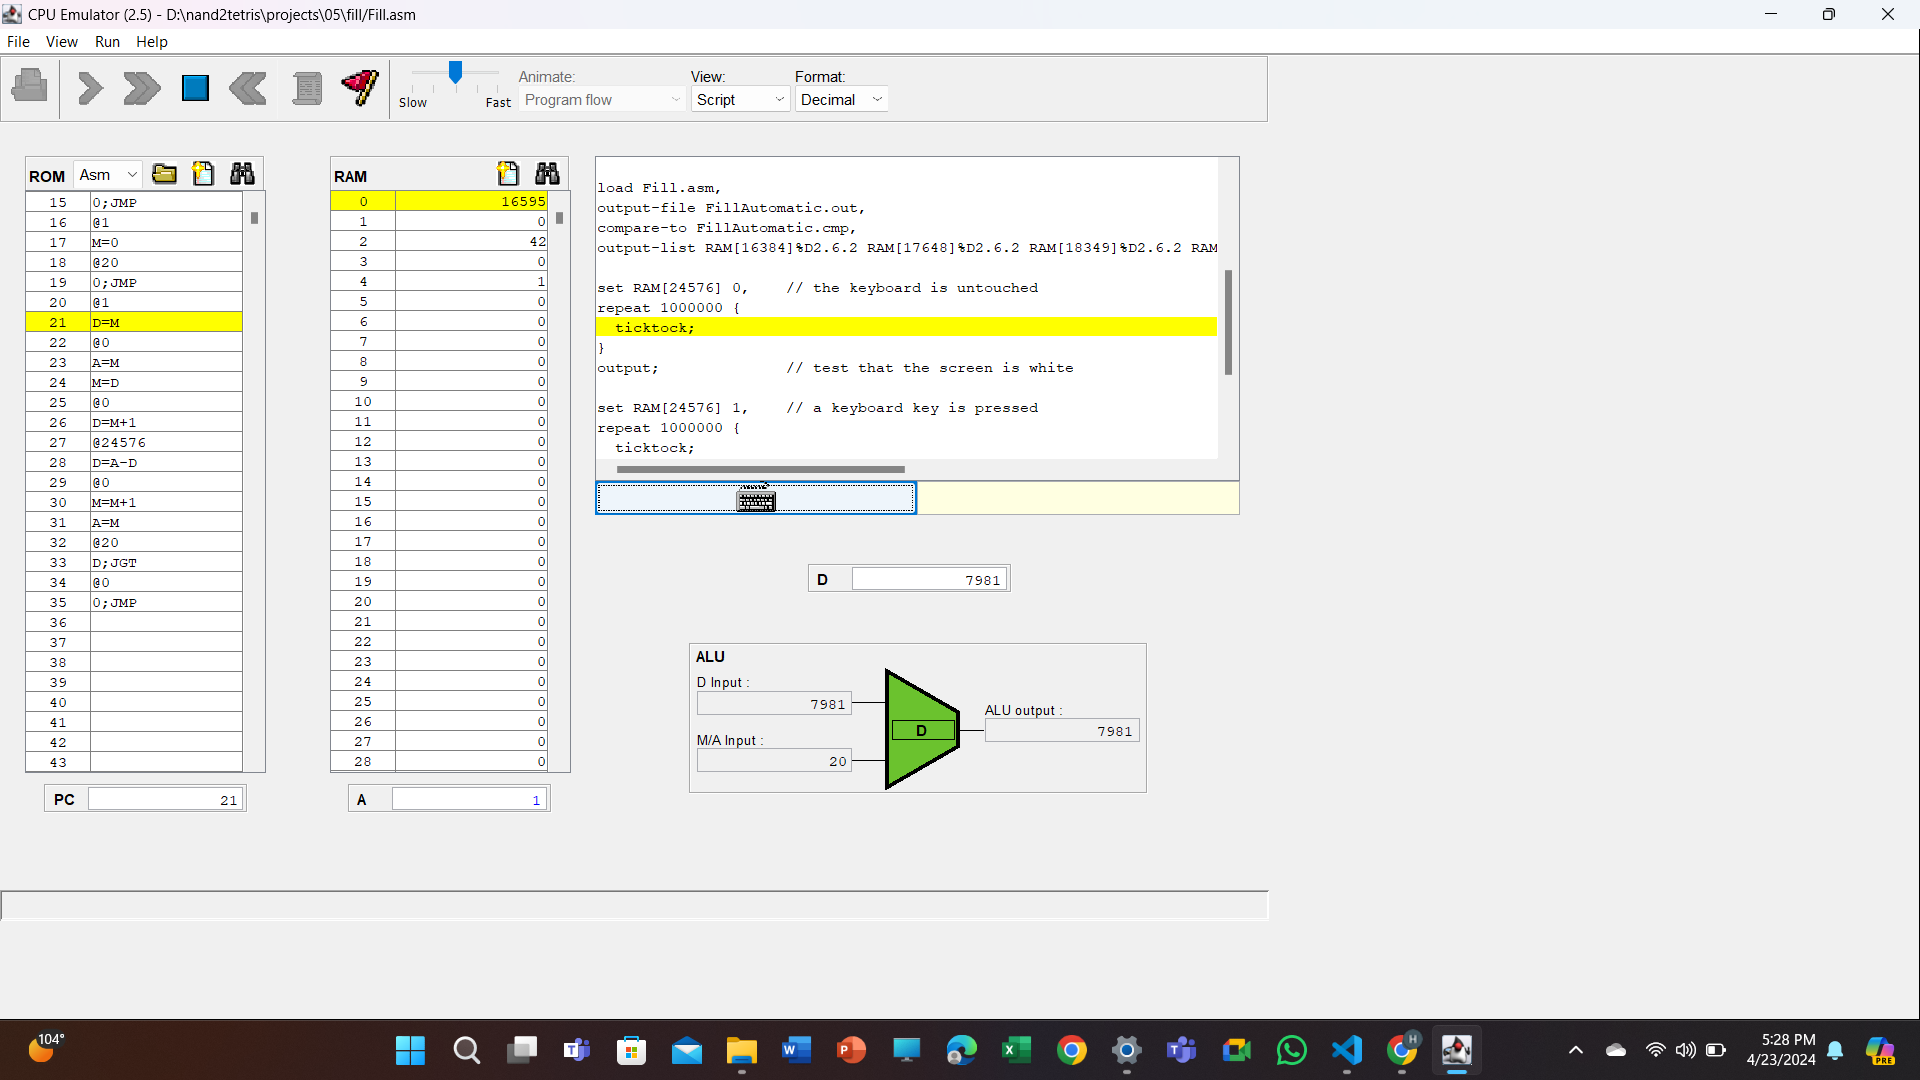 CPU Emulator (2.5) - D:\nand2tetris\projects\05\fill/Fill.asm
File View Run Help
Slow Fast
Animate:
Program flow
View:
Script
Format:
Decimal
ROM Asm
15 0;JMP
16 @1
17 M=0
18 @20
19 0;JMP
20 @1
21 D=M
22 @0
23 A=M
24 M=D
25 @0
26 D=M+1
27 @24576
28 D=A-D
29 @0
30 M=M+1
31 A=M
32 @20
33 D;JGT
34 @0
35 0;JMP
36
37
38
39
40
41
42
43
PC 21
RAM
0 16595
1 0
2 42
3 0
4 1
5 0
6 0
7 0
8 0
9 0
10 0
11 0
12 0
13 0
14 0
15 0
16 0
17 0
18 0
19 0
20 0
21 0
22 0
23 0
24 0
25 0
26 0
27 0
28 0
A 1
load Fill.asm,
output-file FillAutomatic.out,
compare-to FillAutomatic.cmp,
output-list RAM[16384]%D2.6.2 RAM[17648]%D2.6.2 RAM[18349]%D2.6.2 RAM
set RAM[24576] 0, // the keyboard is untouched
repeat 1000000 {
ticktock;
}
output; // test that the screen is white
set RAM[24576] 1, // a keyboard key is pressed
repeat 1000000 {
ticktock;
D 7981
ALU
D Input :
7981
M/A Input :
20
D
ALU output :
7981
104°
5:28 PM
4/23/2024
PRE